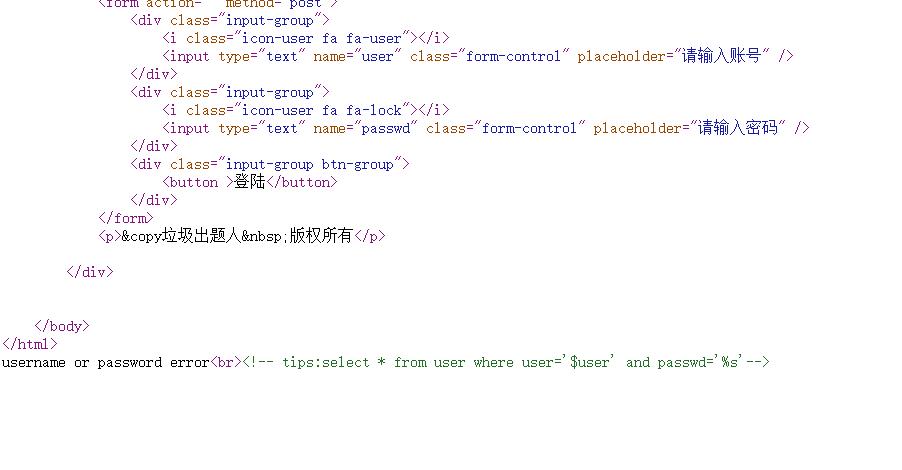 <form action="" method="post">
<div class="input-group">
<i class="icon-user fa fa-user"></i>
<input type="text" name="user" class="form-control" placeholder="请输入账号" />
</div>
<div class="input-group">
<i class="icon-user fa fa-lock"></i>
<input type="text" name="passwd" class="form-control" placeholder="请输入密码" />
</div>
<div class="input-group btn-group">
<button >登陆</button>
</div>
</form>
<p>&copy垃圾出题人&nbsp;版权所有</p>
</div>
</body>
</html>
username or password error<br><!-- tips:select * from user where user='$user' and passwd='%s'-->